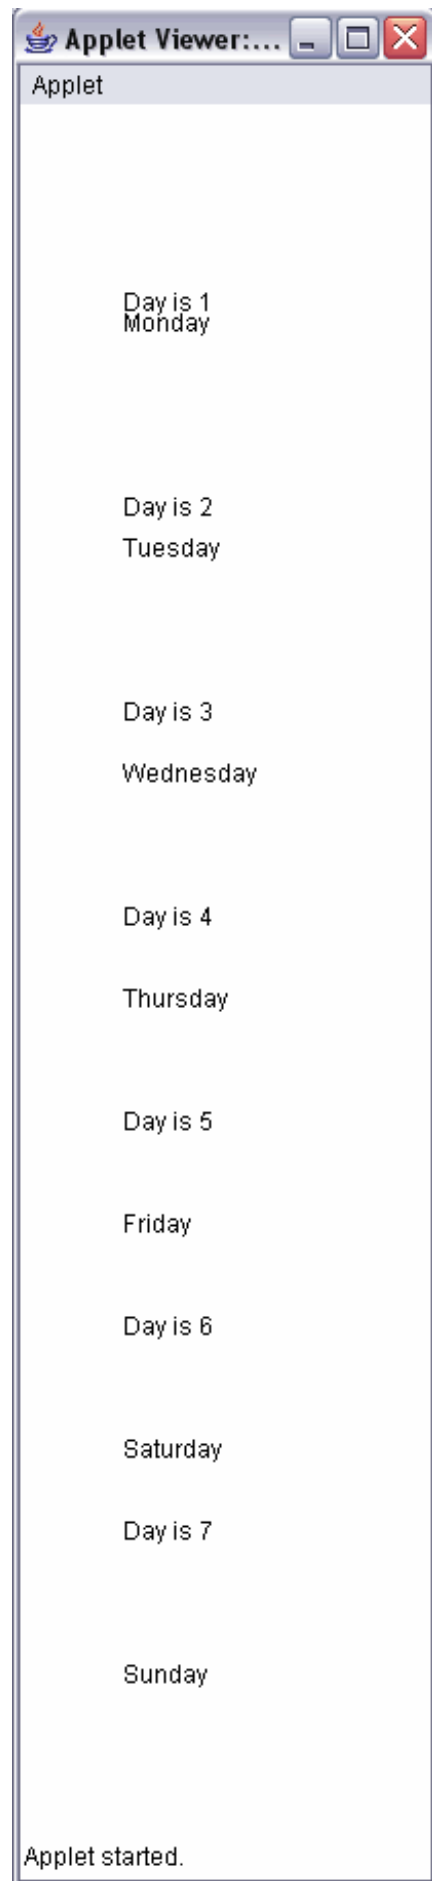 Applet Viewer:...
Applet
Day is 1
Monday
Day is 2
Tuesday
Day is 3
Wednesday
Day is 4
Thursday
Day is 5
Friday
Day is 6
Saturday
Day is 7
Sunday
Applet started.